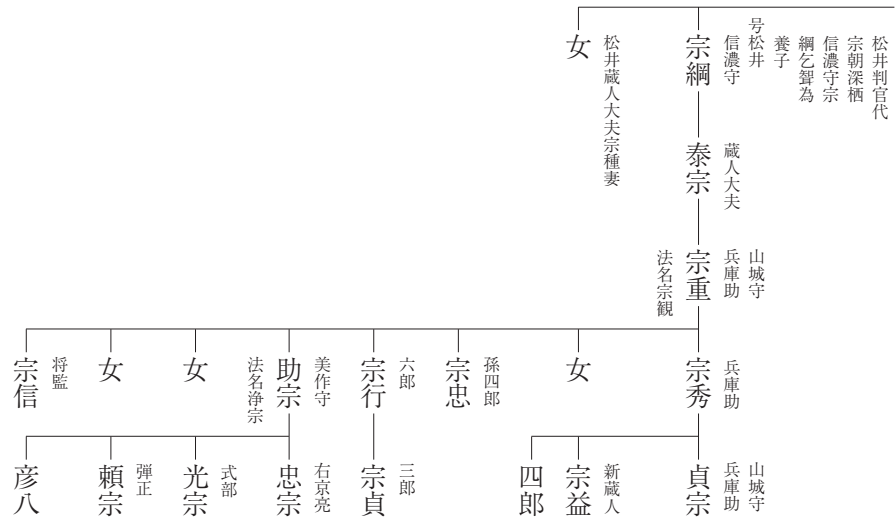 松井判官代
宗朝深栖
信濃守宗
綱乞聟為
養子
号松井
信濃守
宗綱
松井蔵人大夫宗種妻
女
蔵人大夫
泰宗
山城守
兵庫助
宗重
法名宗観
兵庫助
宗秀
女
孫四郎
宗忠
六郎
宗行
美作守
助宗
法名浄宗
女
女
将監
宗信
山城守
兵庫助
貞宗
新蔵人
宗益
四郎
三郎
宗貞
右京亮
忠宗
式部
光宗
弾正
頼宗
彦八